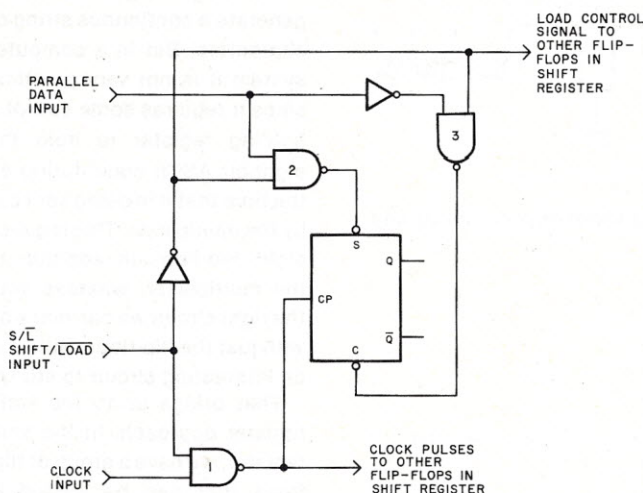 LOAD CONTROL
SIGNAL TO
OTHER FLIP-
FLOPS IN
SHIFT
REGISTER
PARALLEL
DATA
INPUT
3
2
S
Q
CP
Q̅
C
S/L̅
SHIFT/L̅O̅A̅D̅
INPUT
1
CLOCK
INPUT
CLOCK PULSES
TO OTHER
FLIP-FLOPS IN
SHIFT REGISTER